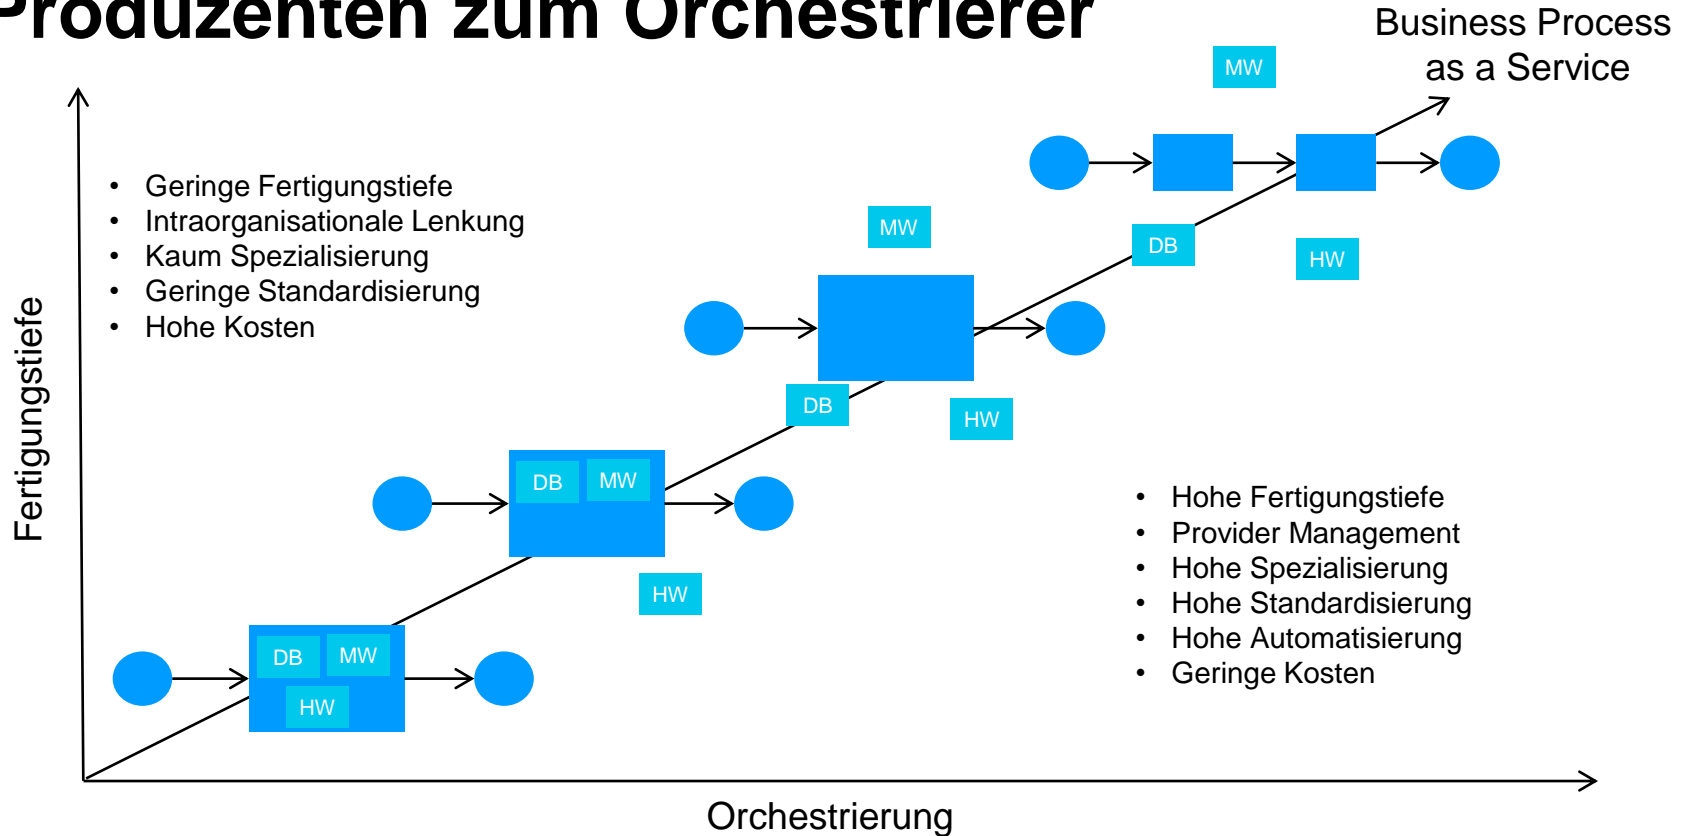 Produzenten zum Orchestrierer
Business Process
as a Service
MW
Fertigungstiefe
• Geringe Fertigungstiefe
• Intraorganisationale Lenkung
• Kaum Spezialisierung
• Geringe Standardisierung
• Hohe Kosten
MW
DB
HW
DB
HW
DB
MW
HW
• Hohe Fertigungstiefe
• Provider Management
• Hohe Spezialisierung
• Hohe Standardisierung
• Hohe Automatisierung
• Geringe Kosten
DB
MW
HW
Orchestrierung